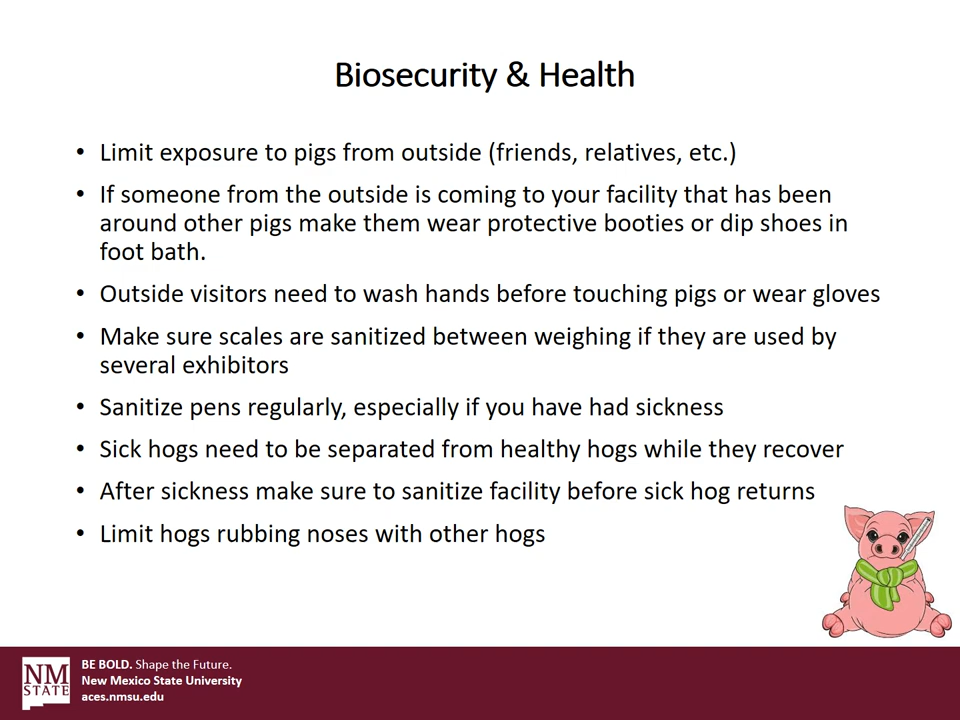 Biosecurity & Health
• Limit exposure to pigs from outside (friends, relatives, etc.)
• If someone from the outside is coming to your facility that has been
around other pigs make them wear protective booties or dip shoes in
foot bath.
• Outside visitors need to wash hands before touching pigs or wear gloves
• Make sure scales are sanitized between weighing if they are used by
several exhibitors
• Sanitize pens regularly, especially if you have had sickness
• Sick hogs need to be separated from healthy hogs while they recover
• After sickness make sure to sanitize facility before sick hog returns
• Limit hogs rubbing noses with other hogs
NM
STATE
BE BOLD. Shape the Future.
New Mexico State University
aces.nmsu.edu